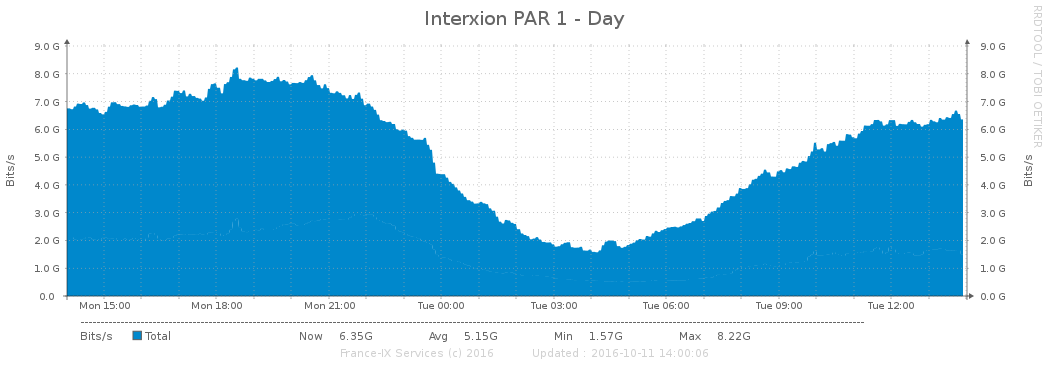 Interxion PAR 1 - Day
RRDTOOL / TOBI OETIKER
Bits/s
9.0 G 9.0 G
8.0 G 8.0 G
7.0 G 7.0 G
6.0 G 6.0 G
5.0 G 5.0 G
4.0 G 4.0 G
3.0 G 3.0 G
2.0 G 2.0 G
1.0 G 1.0 G
0.0 0.0 G
Bits/s
Mon 15:00 Mon 18:00 Mon 21:00 Tue 00:00 Tue 03:00 Tue 06:00 Tue 09:00 Tue 12:00
Bits/s Total Now 6.35G Avg 5.15G Min 1.57G Max 8.22G
France-IX Services (c) 2016 Updated : 2016-10-11 14:00:06